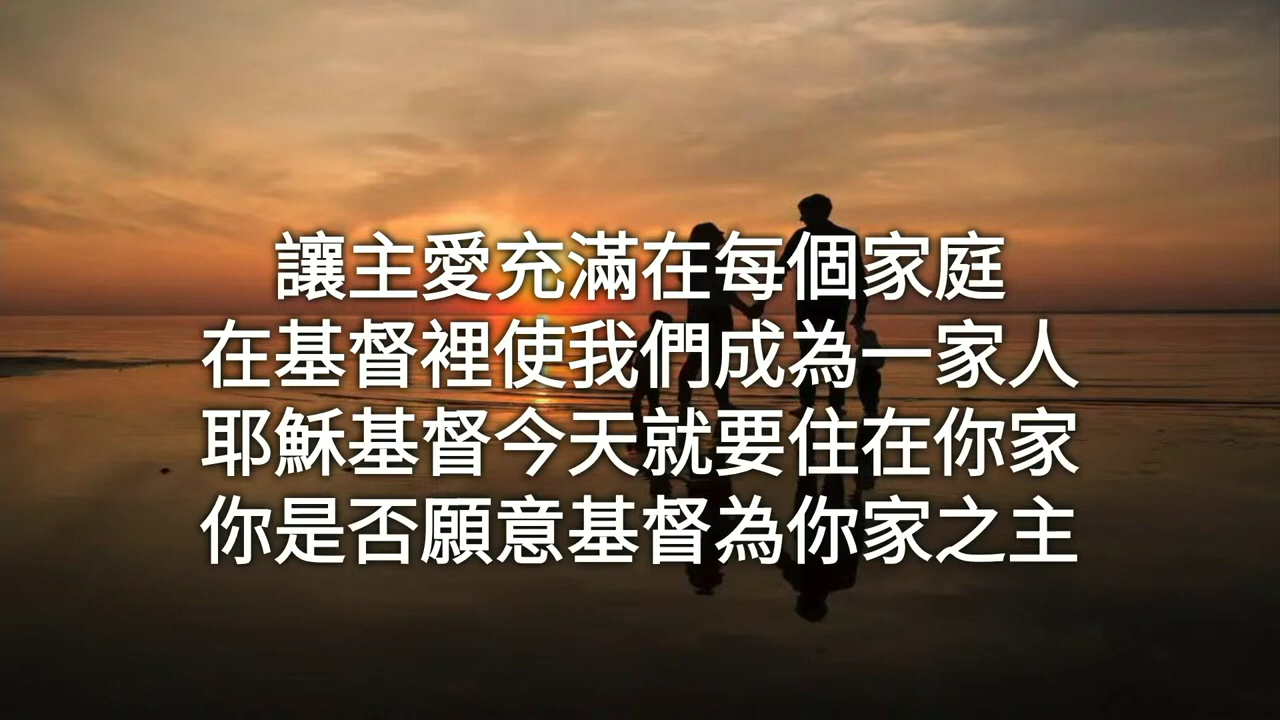 讓主愛充滿在每個家庭
在基督裡使我們成為一家人
耶穌基督今天就要住在你家
你是否願意基督為你家之主